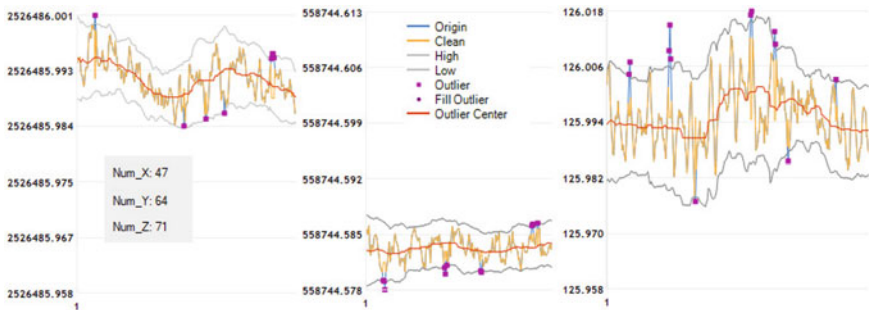 2526486.001
2526485.993
2526485.984
2526485.975
2526485.967
2526485.958
1
Num_X: 47
Num_Y: 64
Num_Z: 71
558744.613
558744.606
558744.599
558744.592
558744.585
558744.578
1
Origin
Clean
High
Low
Outlier
Fill Outlier
Outlier Center
126.018
126.006
125.994
125.982
125.970
125.958
1